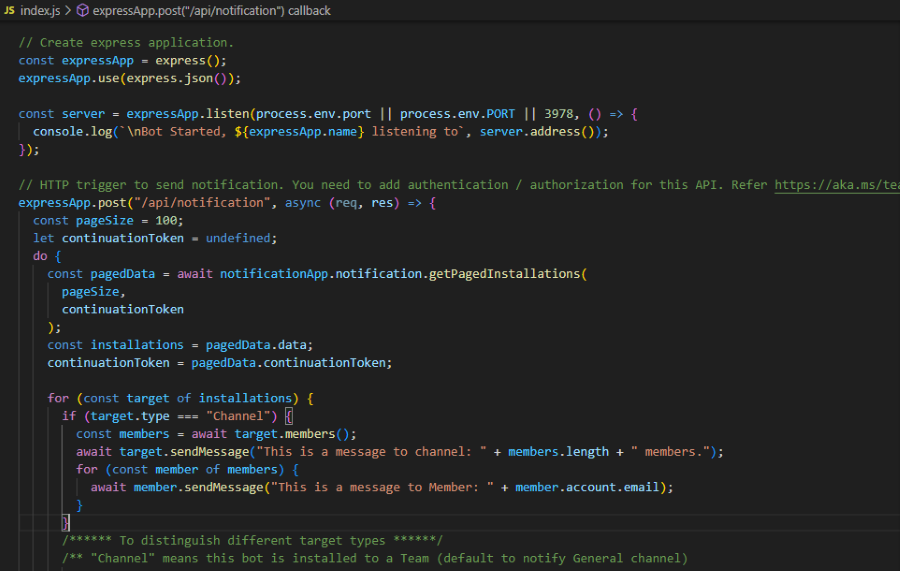 JS index.js > expressApp.post("/api/notification") callback
// Create express application.
const expressApp = express();
expressApp.use(express.json());
const server = expressApp.listen(process.env.port || process.env.PORT || 3978, () => {
console.log(`\nBot Started, ${expressApp.name} listening to`, server.address());
});
// HTTP trigger to send notification. You need to add authentication / authorization for this API. Refer https://aka.ms/tea
expressApp.post("/api/notification", async (req, res) => {
const pageSize = 100;
let continuationToken = undefined;
do {
const pagedData = await notificationApp.notification.getPagedInstallations(
pageSize,
continuationToken
);
const installations = pagedData.data;
continuationToken = pagedData.continuationToken;
for (const target of installations) {
if (target.type === "Channel") {
const members = await target.members();
await target.sendMessage("This is a message to channel: " + members.length + " members.");
for (const member of members) {
await member.sendMessage("This is a message to Member: " + member.account.email);
}
}
/****** To distinguish different target types ******/
/** "Channel" means this bot is installed to a Team (default to notify General channel)